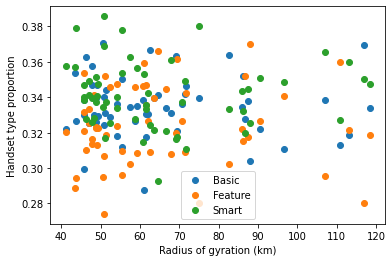 0.38
0.36
0.34
0.32
0.30
0.28
Handset type proportion
Basic
Feature
Smart
40 50 60 70 80 90 100 110 120
Radius of gyration (km)